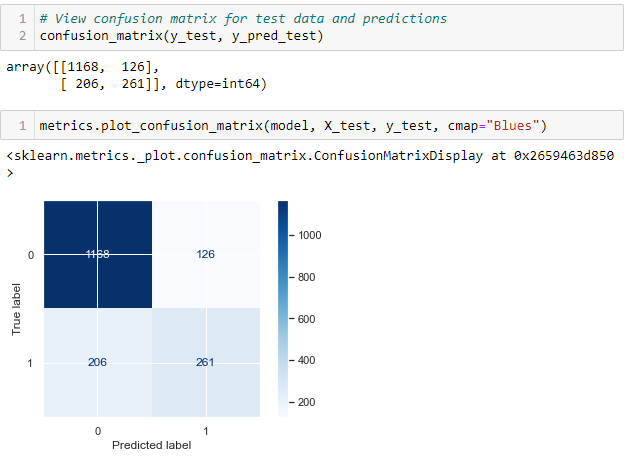 1 # View confusion matrix for test data and predictions
2 confusion_matrix(y_test, y_pred_test)
array([[1168, 126],
[ 206, 261]], dtype=int64)
1 metrics.plot_confusion_matrix(model, X_test, y_test, cmap="Blues")
<sklearn.metrics._plot.confusion_matrix.ConfusionMatrixDisplay at 0x2659463d850
>
1000
0 1168 126
800
True label
600
400
1 206 261
200
0 1
Predicted label